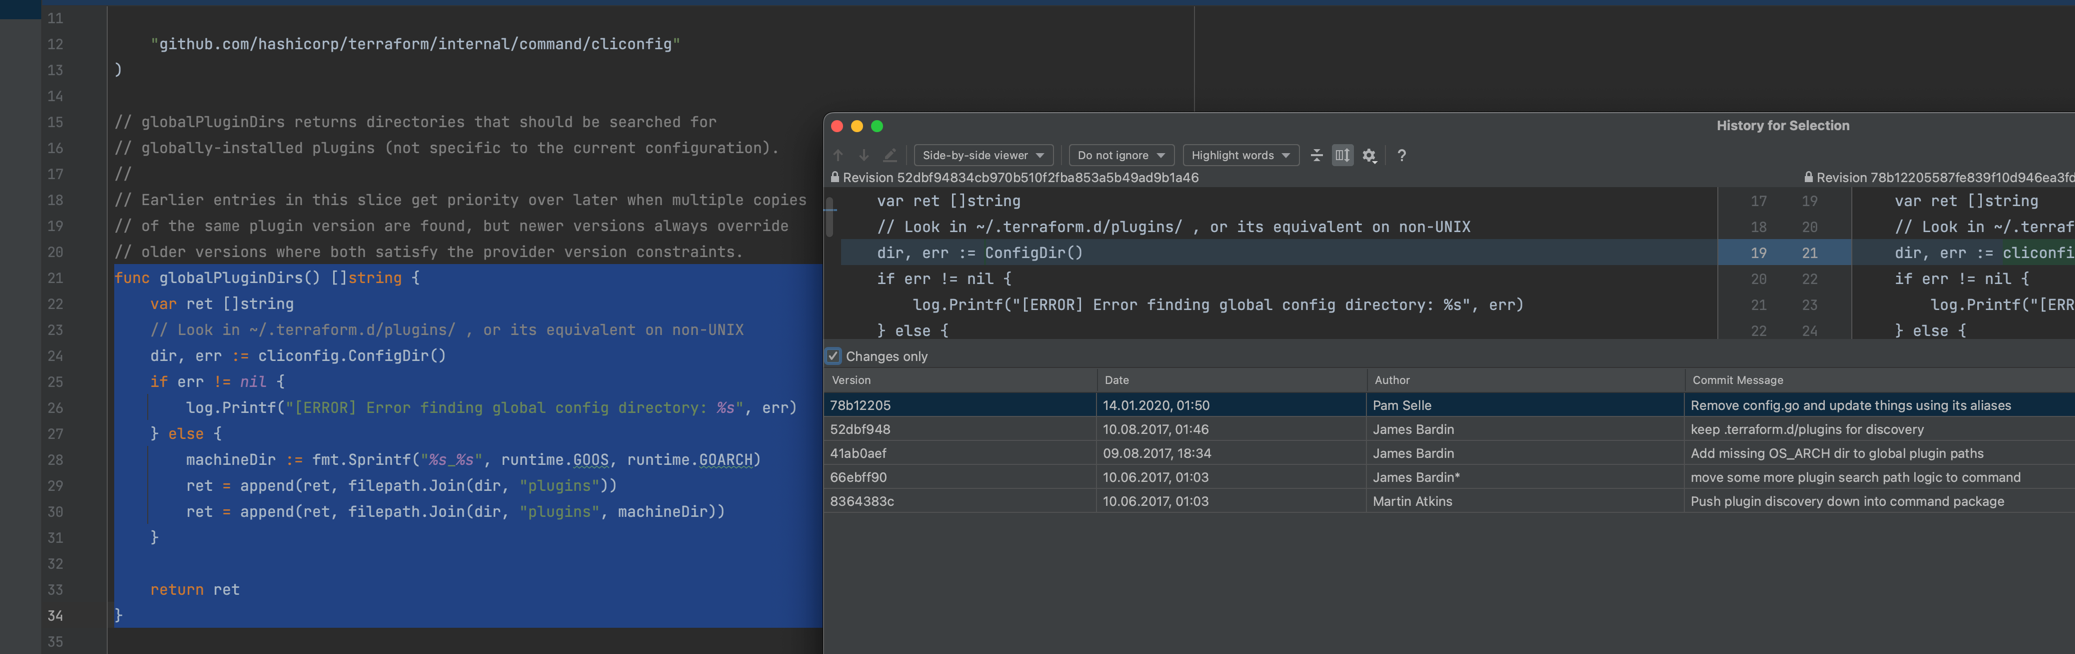 11
12 "github.com/hashicorp/terraform/internal/command/cliconfig"
13 )
14
15 // globalPluginDirs returns directories that should be searched for
16 // globally-installed plugins (not specific to the current configuration).
17 //
18 // Earlier entries in this slice get priority over later when multiple copies
19 // of the same plugin version are found, but newer versions always override
20 // older versions where both satisfy the provider version constraints.
21 func globalPluginDirs() []string {
22 var ret []string
23 // Look in ~/.terraform.d/plugins/ , or its equivalent on non-UNIX
24 dir, err := cliconfig.ConfigDir()
25 if err != nil {
26 log.Printf("[ERROR] Error finding global config directory: %s", err)
27 } else {
28 machineDir := fmt.Sprintf("%s_%s", runtime.GOOS, runtime.GOARCH)
29 ret = append(ret, filepath.Join(dir, "plugins"))
30 ret = append(ret, filepath.Join(dir, "plugins", machineDir))
31 }
32
33 return ret
34 }
35
History for Selection
Side-by-side viewer Do not ignore Highlight words ?
Revision 52dbf94834cb970b510f2fba853a5b49ad9b1a46 Revision 78b12205587fe839f10d946ea3fd
var ret []string 17 19 var ret []string
// Look in ~/.terraform.d/plugins/ , or its equivalent on non-UNIX 18 20 // Look in ~/.terraf
dir, err := ConfigDir() 19 21 dir, err := cliconfi
if err != nil { 20 22 if err != nil {
log.Printf("[ERROR] Error finding global config directory: %s", err) 21 23 log.Printf("[ERR
} else { 22 24 } else {
Changes only
Version Date Author Commit Message
78b12205 14.01.2020, 01:50 Pam Selle Remove config.go and update things using its aliases
52dbf948 10.08.2017, 01:46 James Bardin keep .terraform.d/plugins for discovery
41ab0aef 09.08.2017, 18:34 James Bardin Add missing OS_ARCH dir to global plugin paths
66ebff90 10.06.2017, 01:03 James Bardin* move some more plugin search path logic to command
8364383c 10.06.2017, 01:03 Martin Atkins Push plugin discovery down into command package